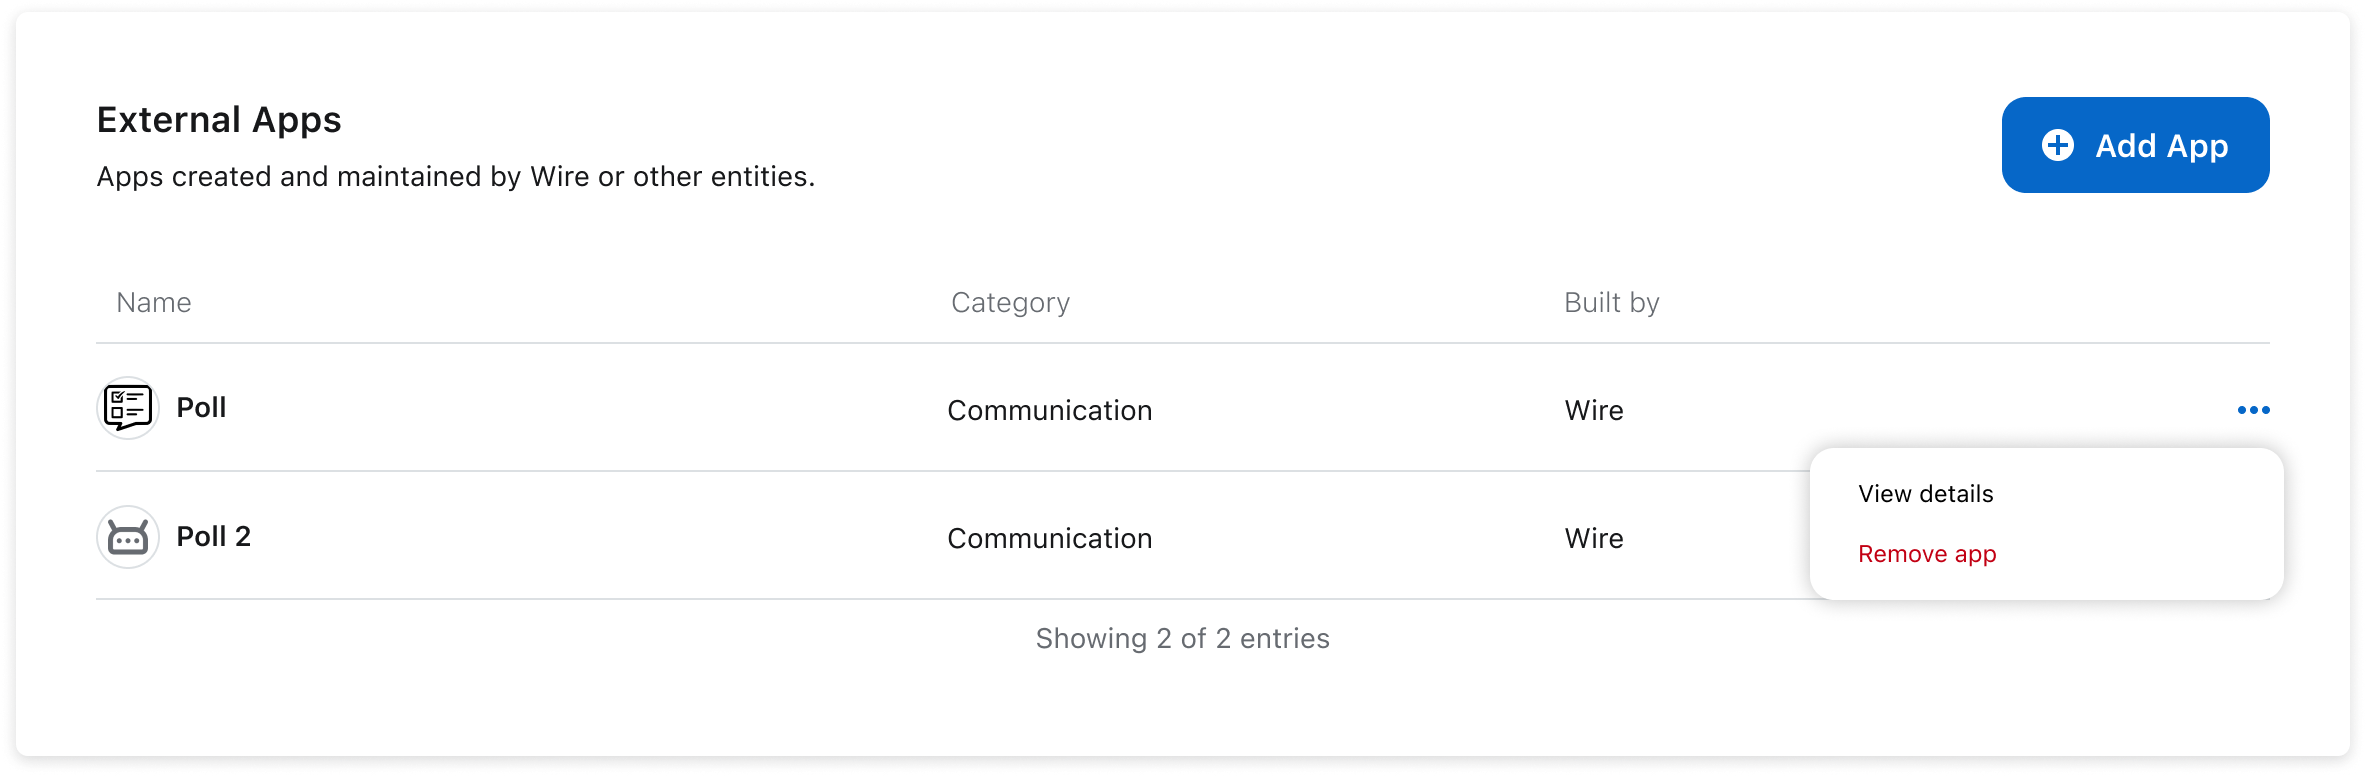 External Apps
Add App
Apps created and maintained by Wire or other entities.
Name Category Built by
Poll Communication Wire
View details
Poll 2 Communication Wire
Remove app
Showing 2 of 2 entries